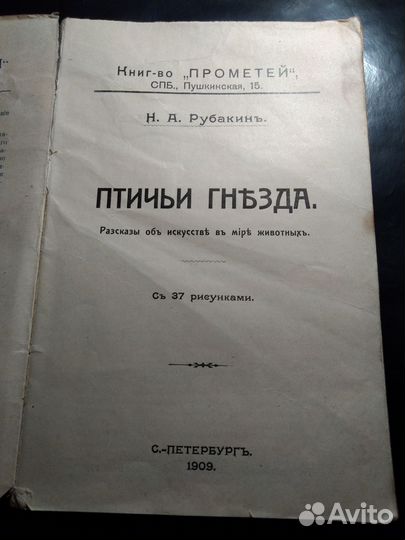 Книг-во „ПРОМЕТЕЙ",
СПБ., Пушкинская, 15.
Н. А. Рубакинъ.
ПТИЧЬИ ГНѢЗДА.
Разсказы объ искусствѣ въ мірѣ животныхъ.
Съ 37 рисунками.
С.-ПЕТЕРБУРГЪ.
1909.
Avito